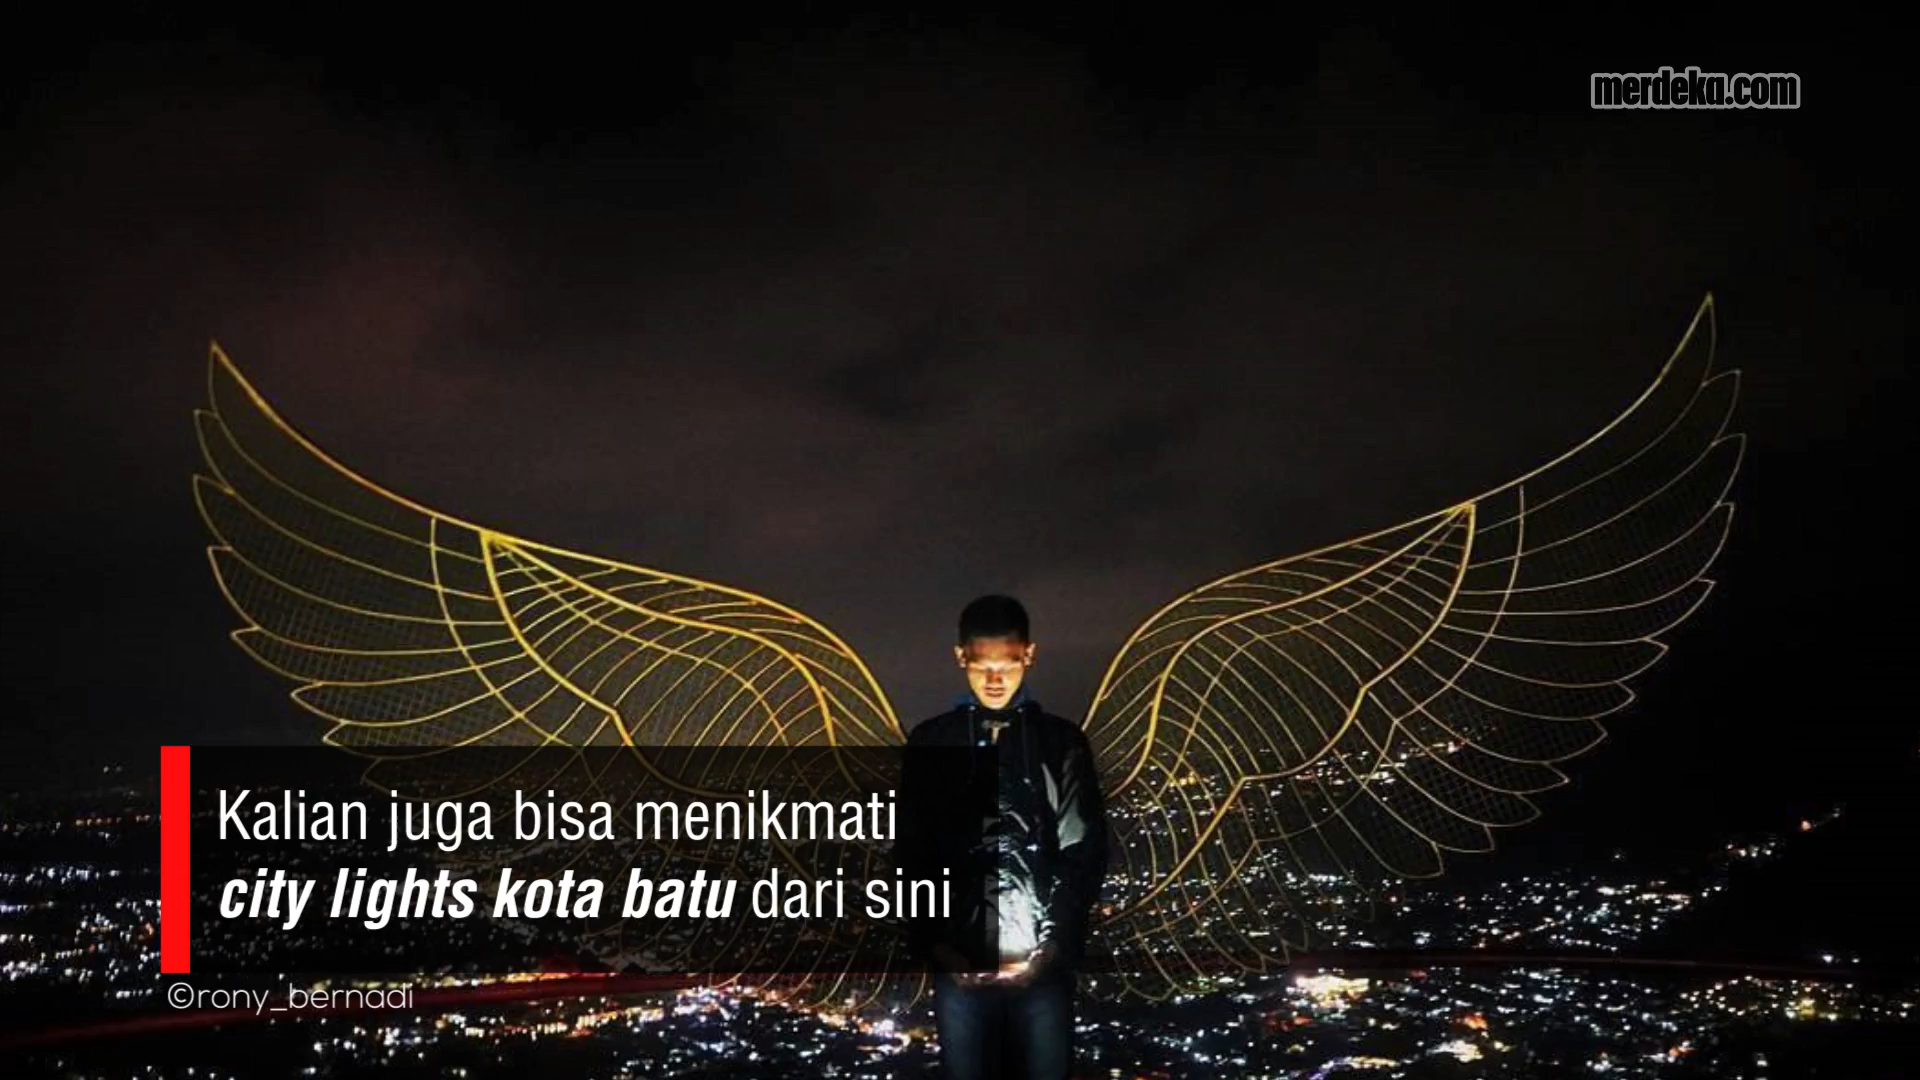 merdeka.com
Kalian juga bisa menikmati
city lights kota batu dari sini
©rony_bernadi